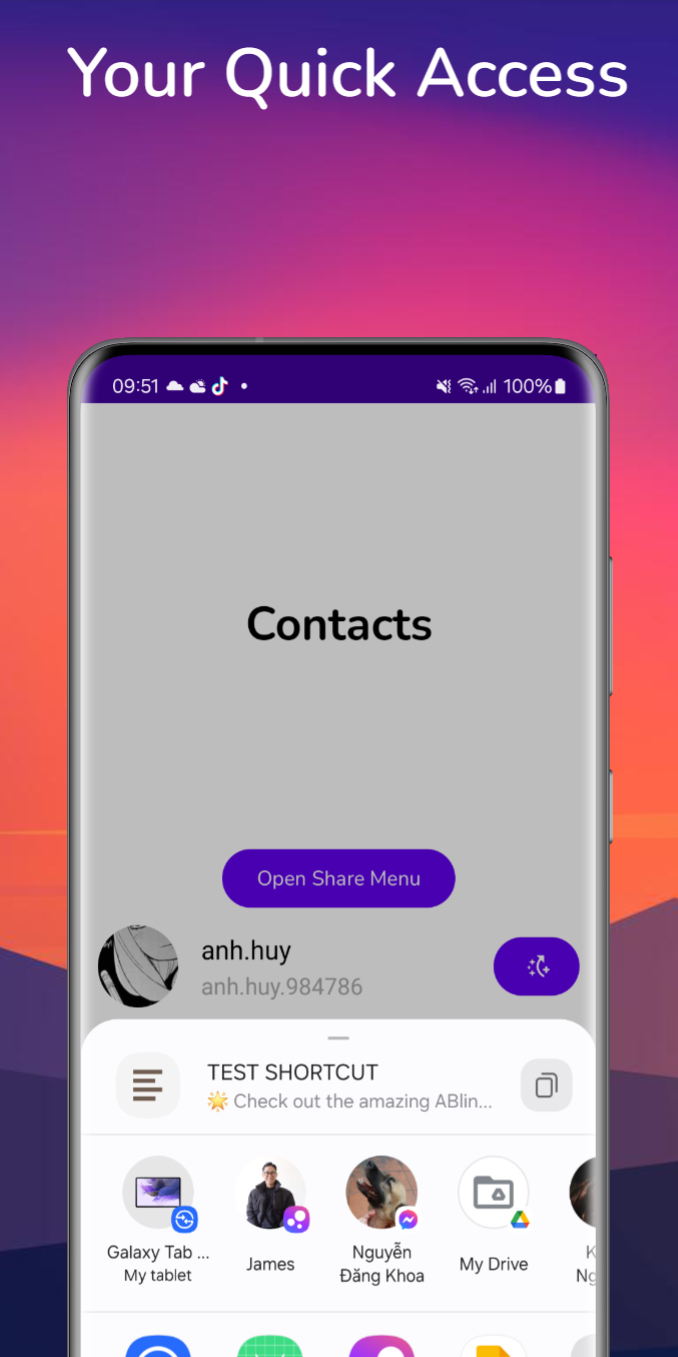 Your Quick Access
09:51
100%
Contacts
Open Share Menu
anh.huy
anh.huy.984786
TEST SHORTCUT
🌟 Check out the amazing ABlin...
Galaxy Tab ...
My tablet
James
Nguyễn
Đăng Khoa
My Drive
K
Ng